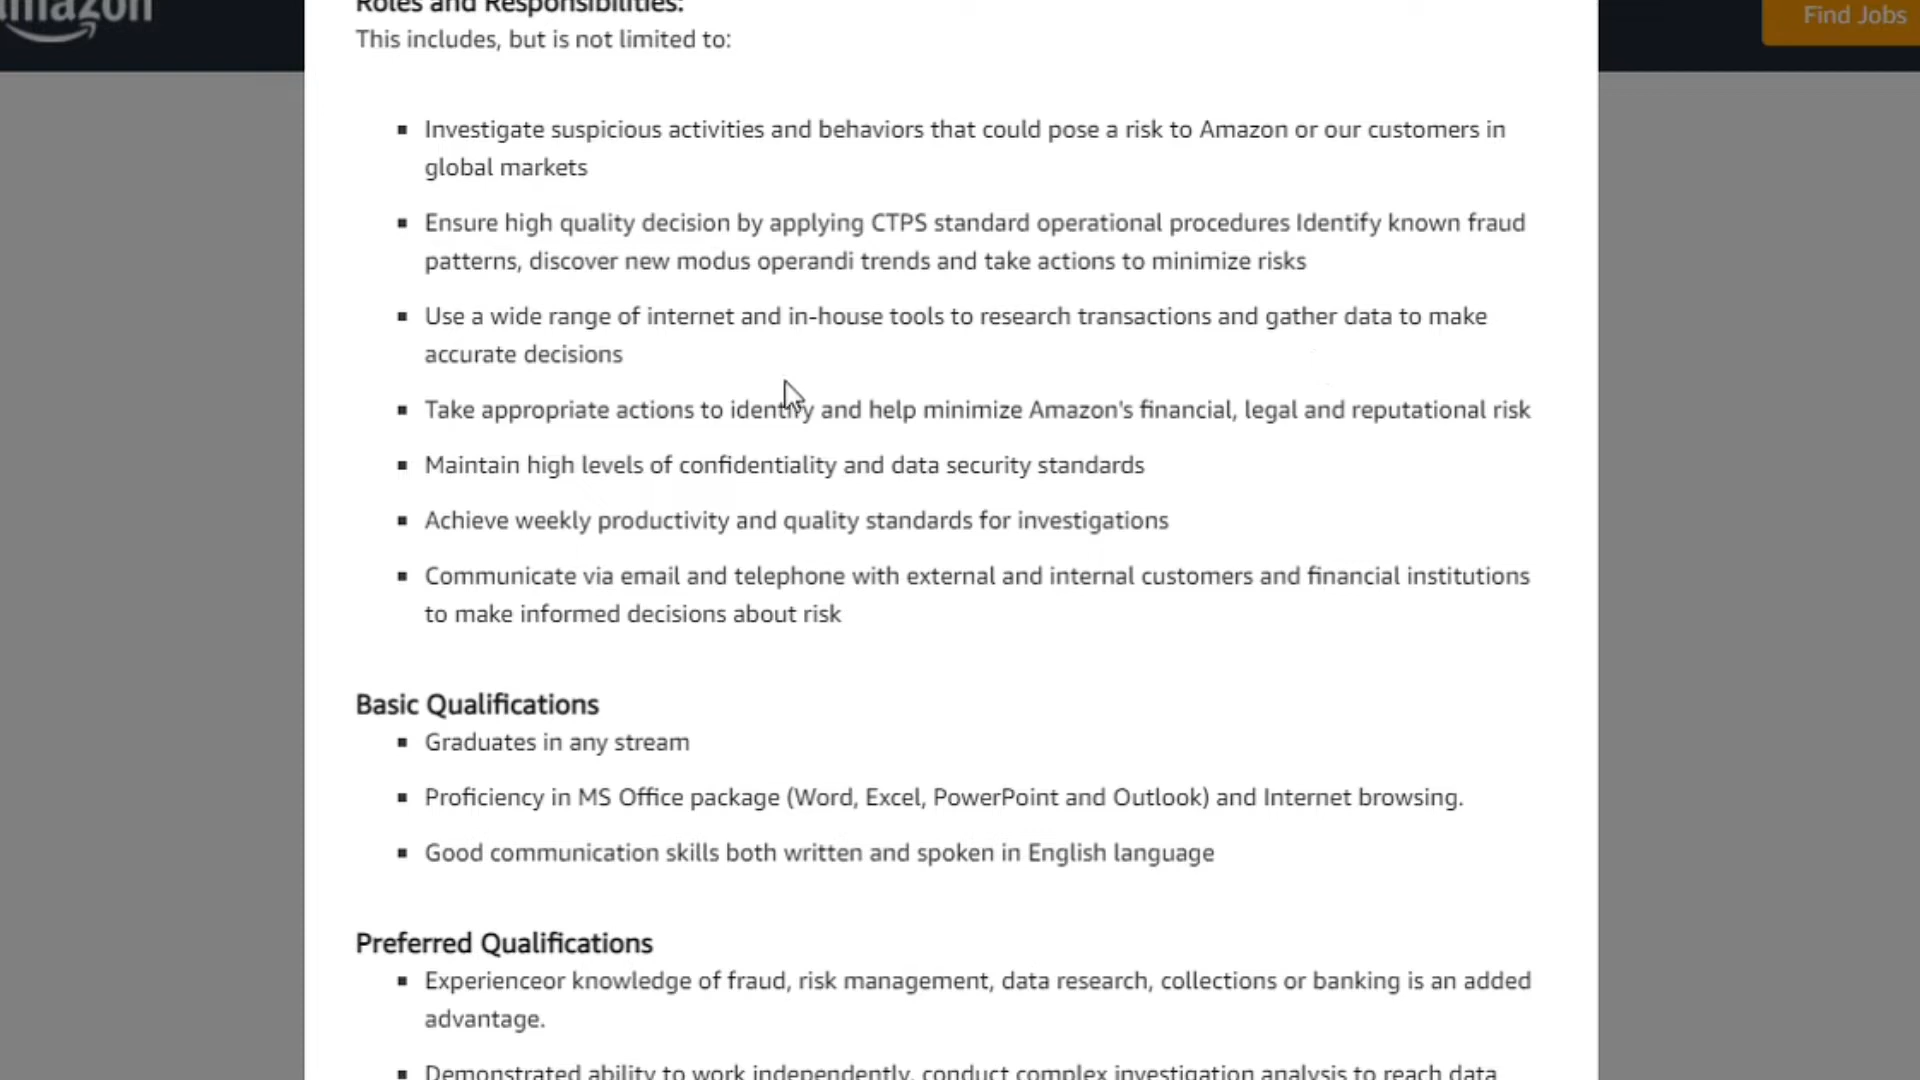 amazon
Find Jobs
Roles and Responsibilities:
This includes, but is not limited to:
Investigate suspicious activities and behaviors that could pose a risk to Amazon or our customers in
global markets
Ensure high quality decision by applying CTPS standard operational procedures Identify known fraud
patterns, discover new modus operandi trends and take actions to minimize risks
Use a wide range of internet and in-house tools to research transactions and gather data to make
accurate decisions
Take appropriate actions to identify and help minimize Amazon's financial, legal and reputational risk
Maintain high levels of confidentiality and data security standards
Achieve weekly productivity and quality standards for investigations
Communicate via email and telephone with external and internal customers and financial institutions
to make informed decisions about risk
Basic Qualifications
Graduates in any stream
Proficiency in MS Office package (Word, Excel, PowerPoint and Outlook) and Internet browsing.
Good communication skills both written and spoken in English language
Preferred Qualifications
Experienceor knowledge of fraud, risk management, data research, collections or banking is an added
advantage.
Demonstrated ability to work independently, conduct complex investigation analysis to reach data